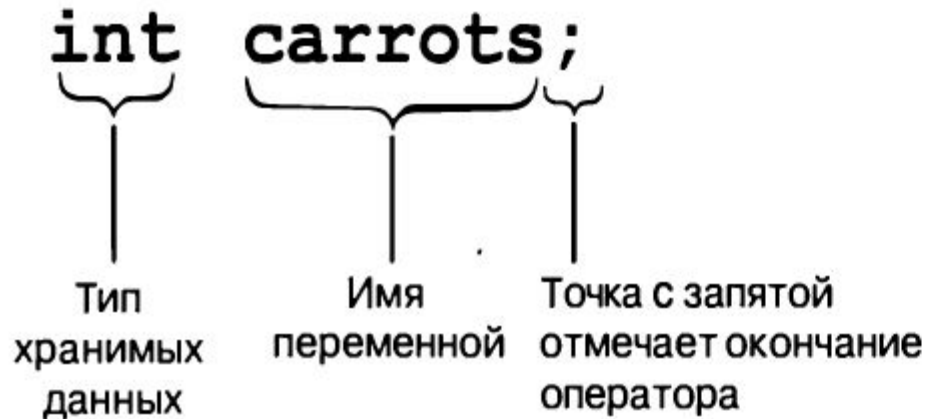 int carrots;
Тип
хранимых
данных
Имя
переменной
Точка с запятой
отмечает окончание
оператора